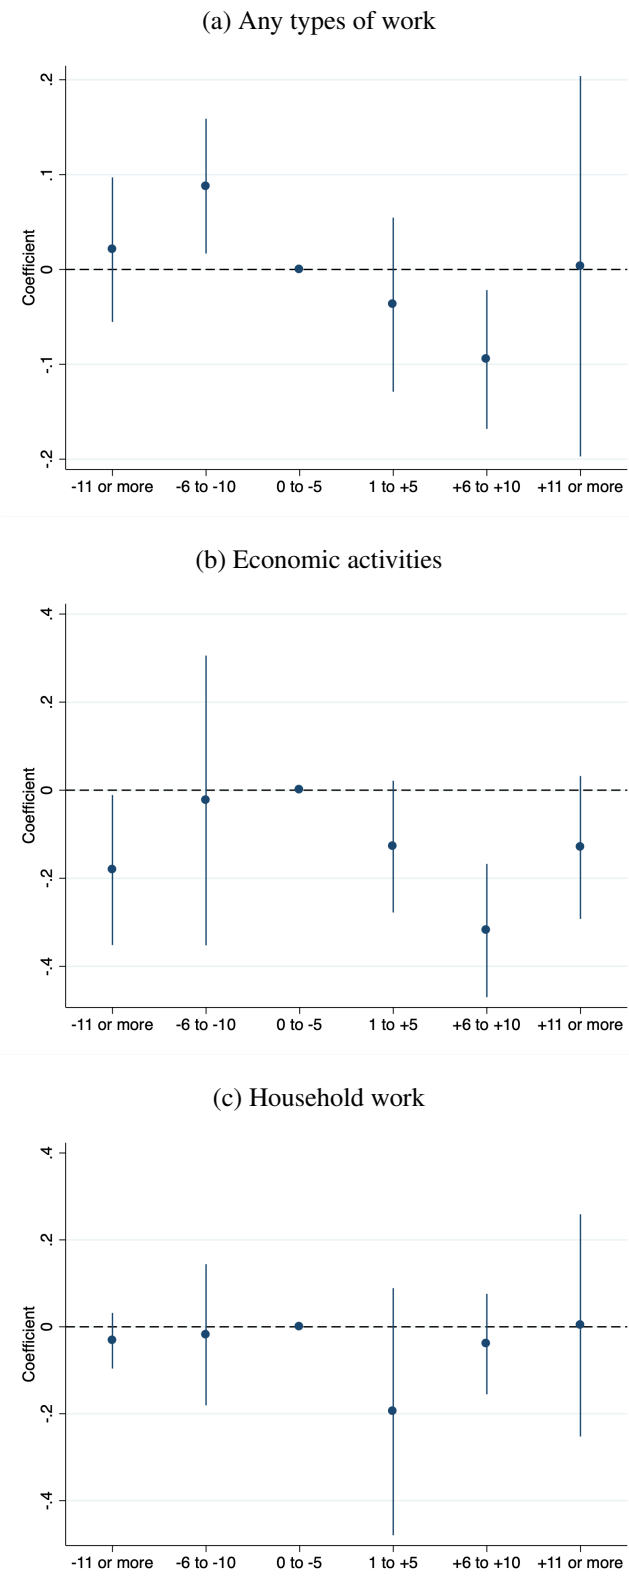 (a) Any types of work
.2
.1
0
-.1
-.2
Coefficient
-11 or more -6 to -10 0 to -5 1 to +5 +6 to +10 +11 or more
(b) Economic activities
.4
.2
0
-.2
-.4
Coefficient
-11 or more -6 to -10 0 to -5 1 to +5 +6 to +10 +11 or more
(c) Household work
.4
.2
0
-.2
-.4
Coefficient
-11 or more -6 to -10 0 to -5 1 to +5 +6 to +10 +11 or more